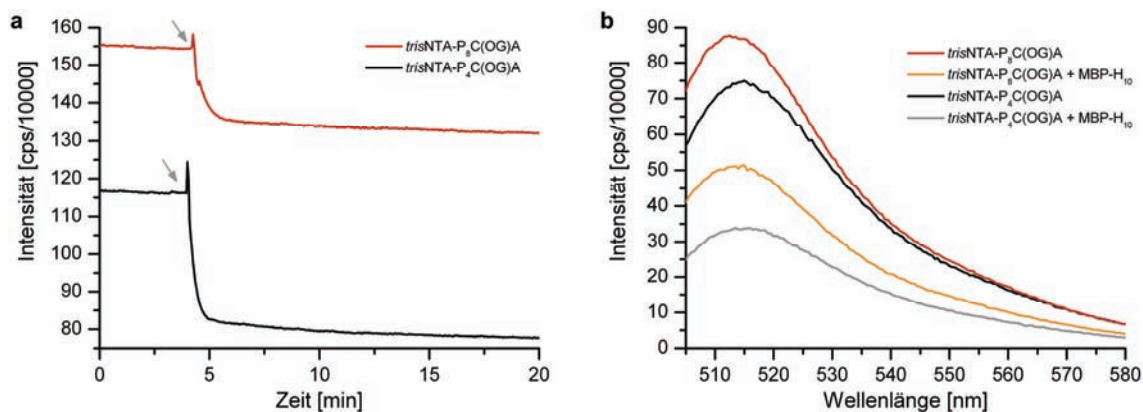 a
160
150
140
130
120
110
100
90
80
Intensität [cps/10000]
0
5
10
15
20
Zeit [min]
trisNTA-P₈C(OG)A
trisNTA-P₄C(OG)A
b
90
80
70
60
50
40
30
20
10
0
Intensität [cps/10000]
510
520
530
540
550
560
570
580
Wellenlänge [nm]
trisNTA-P₈C(OG)A
trisNTA-P₈C(OG)A + MBP-H₁₀
trisNTA-P₄C(OG)A
trisNTA-P₄C(OG)A + MBP-H₁₀